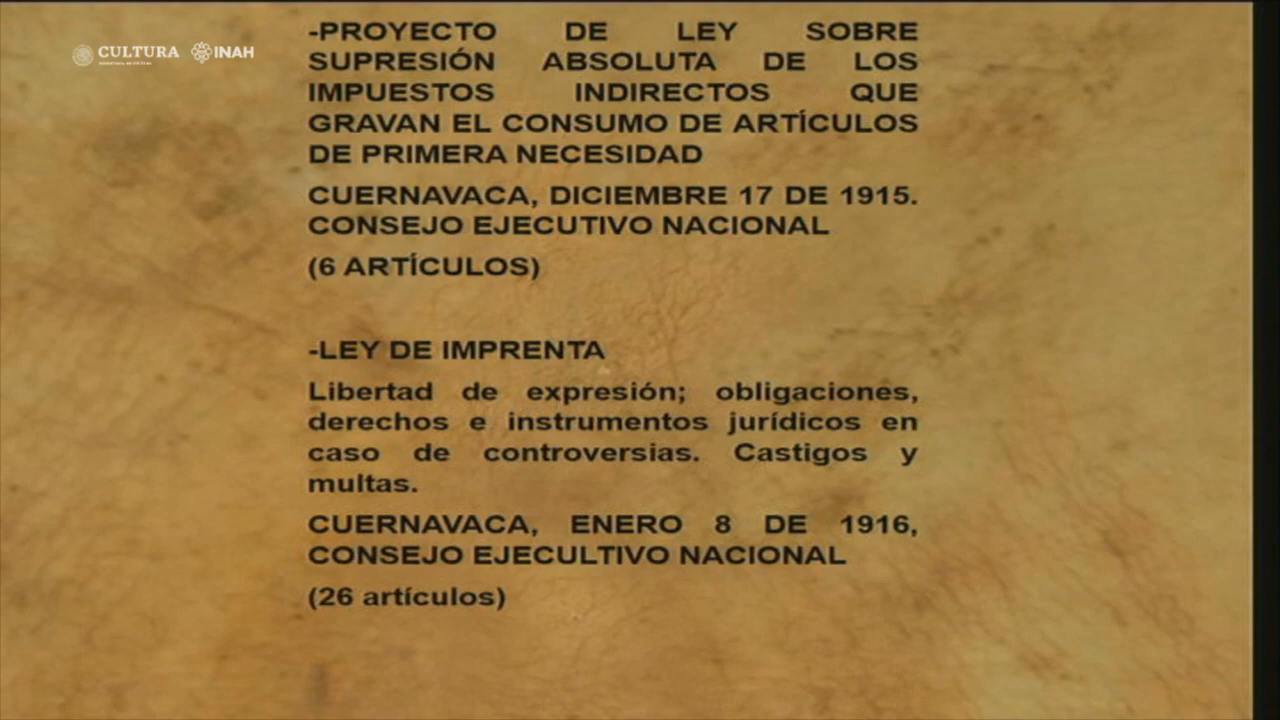 CULTURA INAH
-PROYECTO DE LEY SOBRE
SUPRESIÓN ABSOLUTA DE LOS
IMPUESTOS INDIRECTOS QUE
GRAVAN EL CONSUMO DE ARTÍCULOS
DE PRIMERA NECESIDAD
CUERNAVACA, DICIEMBRE 17 DE 1915.
CONSEJO EJECUTIVO NACIONAL
(6 ARTÍCULOS)
-LEY DE IMPRENTA
Libertad de expresión; obligaciones,
derechos e instrumentos jurídicos en
caso de controversias. Castigos y
multas.
CUERNAVACA, ENERO 8 DE 1916,
CONSEJO EJECULTIVO NACIONAL
(26 artículos)